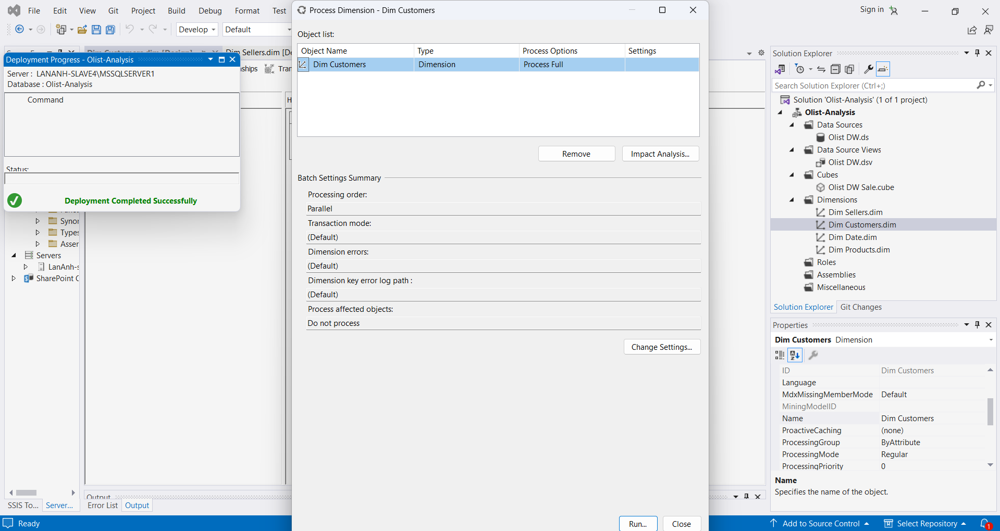 File Edit View Git Project Build Debug Format Test
Process Dimension - Dim Customers
Sign in
Develop
Default
Object list:
Object Name Type Process Options Settings
Dim Customers Dimension Process Full
Remove
Impact Analysis...
Batch Settings Summary
Processing order:
Parallel
Transaction mode:
(Default)
Dimension errors:
(Default)
Dimension key error log path :
(Default)
Process affected objects:
Do not process
Change Settings...
Run...
Close
Dim Customers.dim [Design]
Dim Sellers.dim [De
Deployment Progress - Olist-Analysis
Server : LANANH-SLAVE4\MSSQLSERVER1
Database : Olist-Analysis
Command
Status:
Deployment Completed Successfully
nships
Tran
H
Synor
Types
Asser
Servers
LanAnh-s
SharePoint C
SSIS To...
Server...
Output
Error List
Output
Ready
Solution Explorer
Search Solution Explorer (Ctrl+;)
Solution 'Olist-Analysis' (1 of 1 project)
Olist-Analysis
Data Sources
Olist DW.ds
Data Source Views
Olist DW.dsv
Cubes
Olist DW Sale.cube
Dimensions
Dim Sellers.dim
Dim Customers.dim
Dim Date.dim
Dim Products.dim
Roles
Assemblies
Miscellaneous
Solution Explorer
Git Changes
Properties
Dim Customers Dimension
ID Dim Customers
Language
MdxMissingMemberMode Default
MiningModelID
Name Dim Customers
ProactiveCaching (none)
ProcessingGroup ByAttribute
ProcessingMode Regular
ProcessingPriority 0
Name
Specifies the name of the object.
Add to Source Control
Select Repository
1